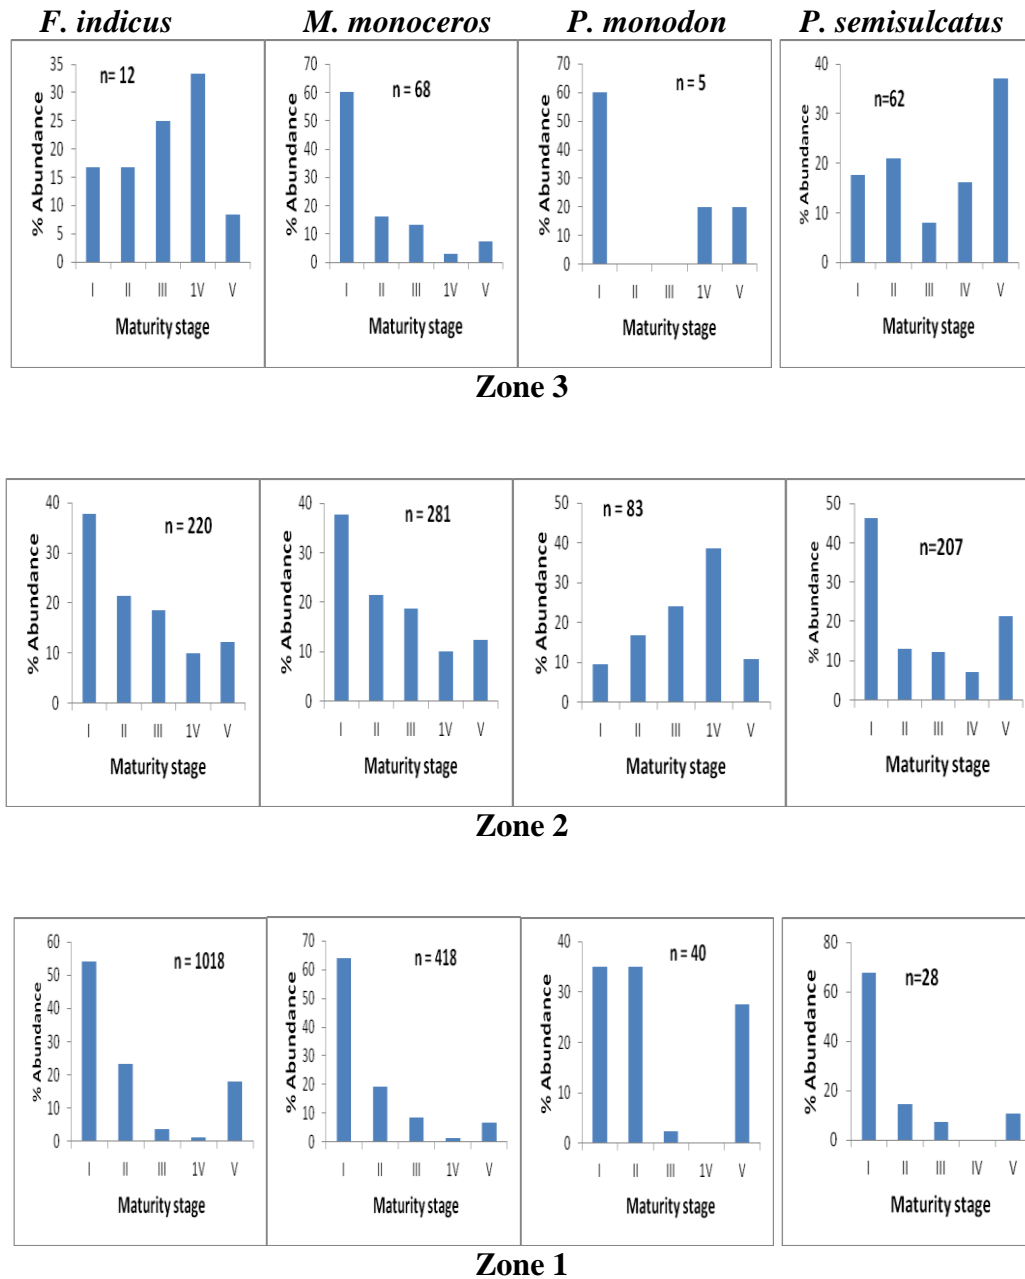 F. indicus M. monoceros P. monodon P. semisulcatus
35
30
25
20
15
10
5
0
% Abundance
n= 12
I II III 1V V
Maturity stage
70
60
50
40
30
20
10
0
% Abundance
n = 68
I II III 1V V
Maturity stage
70
60
50
40
30
20
10
0
% Abundance
n = 5
I II III 1V V
Maturity stage
40
30
20
10
0
% Abundance
n=62
I II III IV V
Maturity stage
Zone 3
40
30
20
10
0
% Abundance
n = 220
I II III 1V V
Maturity stage
40
30
20
10
0
% Abundance
n = 281
I II III 1V V
Maturity stage
50
40
30
20
10
0
% Abundance
n = 83
I II III 1V V
Maturity stage
50
40
30
20
10
0
% Abundance
n=207
I II III IV V
Maturity stage
Zone 2
60
50
40
30
20
10
0
% Abundance
n = 1018
I II III 1V V
Maturity stage
70
60
50
40
30
20
10
0
% Abundance
n = 418
I II III 1V V
Maturity stage
40
30
20
10
0
% Abundance
n = 40
I II III 1V V
Maturity stage
80
60
40
20
0
% Abundance
n=28
I II III IV V
Maturity stage
Zone 1